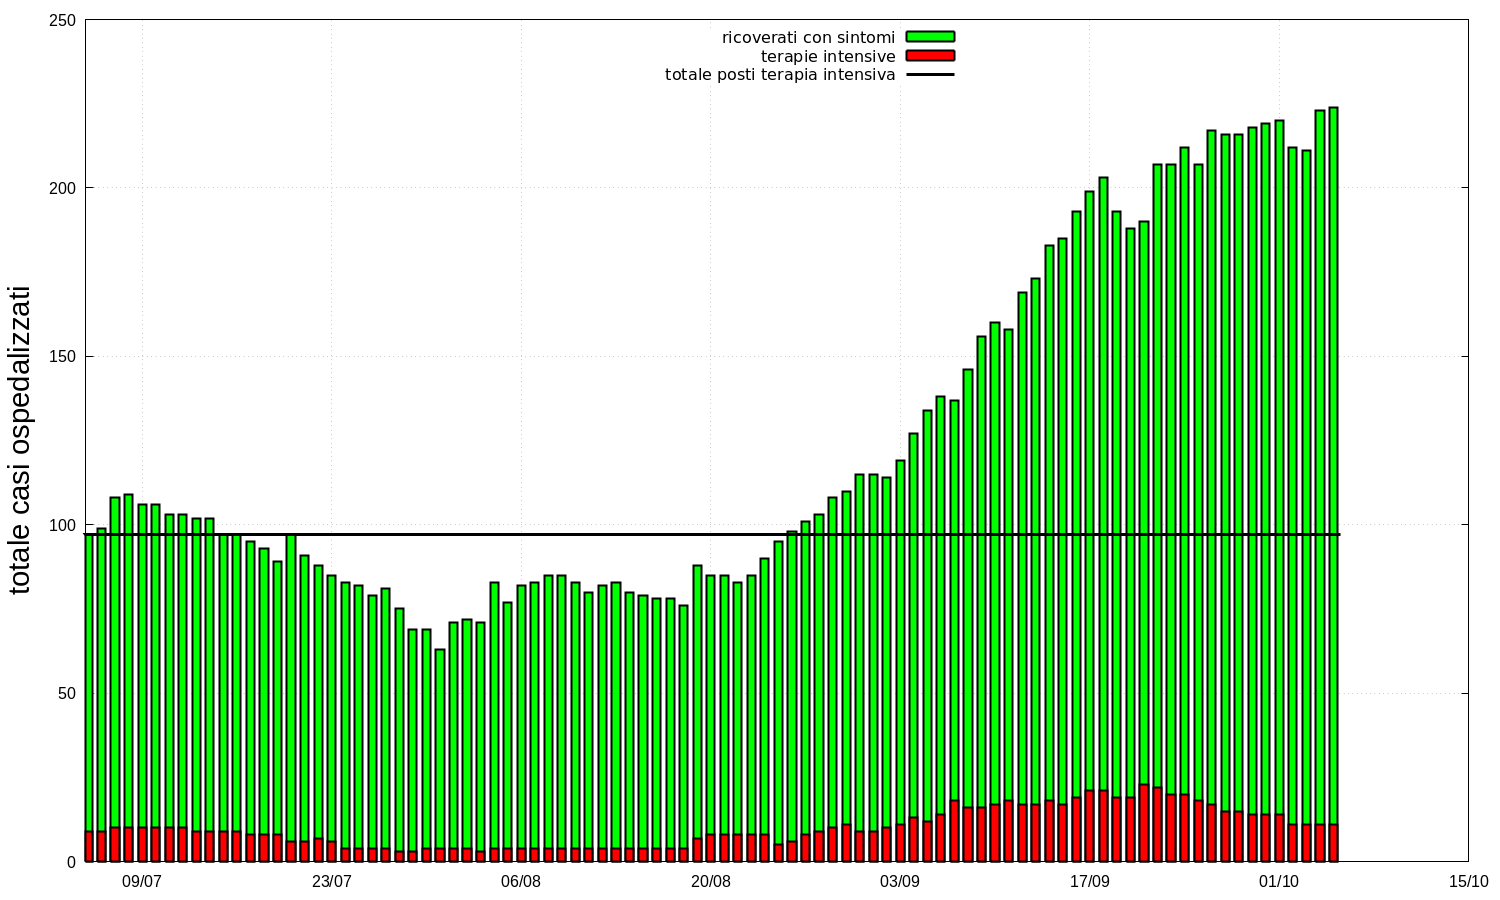 250
200
150
100
50
0
totale casi ospedalizzati
ricoverati con sintomi
terapie intensive
totale posti terapia intensiva
09/07 23/07 06/08 20/08 03/09 17/09 01/10 15/10